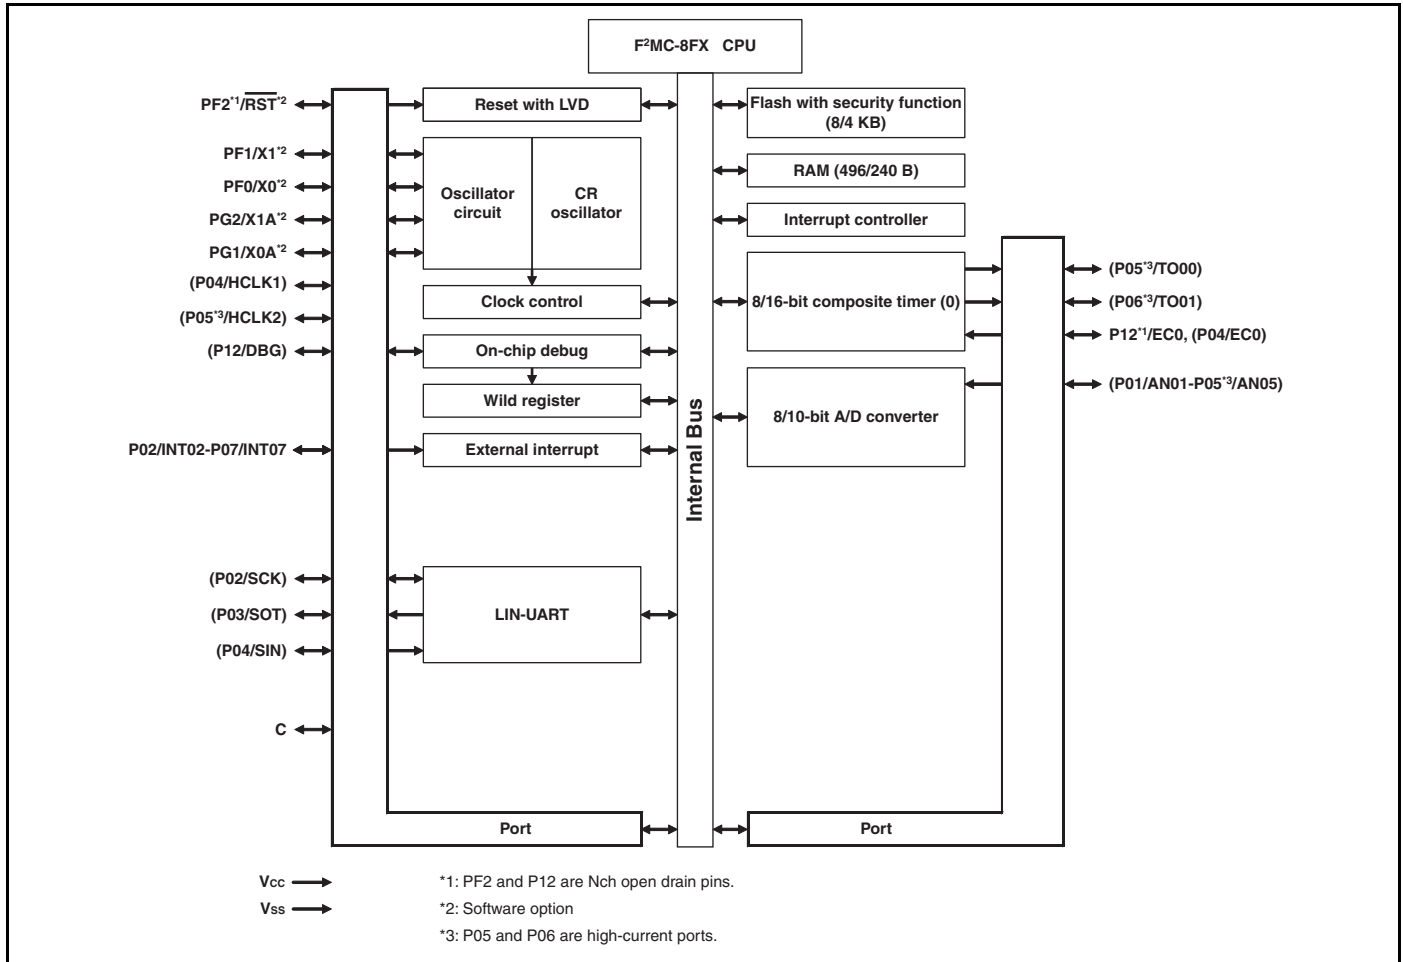 F²MC-8FX CPU
PF2*1/RST*2
PF1/X1*2
PF0/X0*2
PG2/X1A*2
PG1/X0A*2
(P04/HCLK1)
(P05*3/HCLK2)
(P12/DBG)
P02/INT02-P07/INT07
(P02/SCK)
(P03/SOT)
(P04/SIN)
C
Reset with LVD
Oscillator
circuit
CR
oscillator
Clock control
On-chip debug
Wild register
External interrupt
LIN-UART
Port
Internal Bus
Flash with security function
(8/4 KB)
RAM (496/240 B)
Interrupt controller
8/16-bit composite timer (0)
8/10-bit A/D converter
Port
(P05*3/TO00)
(P06*3/TO01)
P12*1/EC0, (P04/EC0)
(P01/AN01-P05*3/AN05)
Vcc
Vss
*1: PF2 and P12 are Nch open drain pins.
*2: Software option
*3: P05 and P06 are high-current ports.